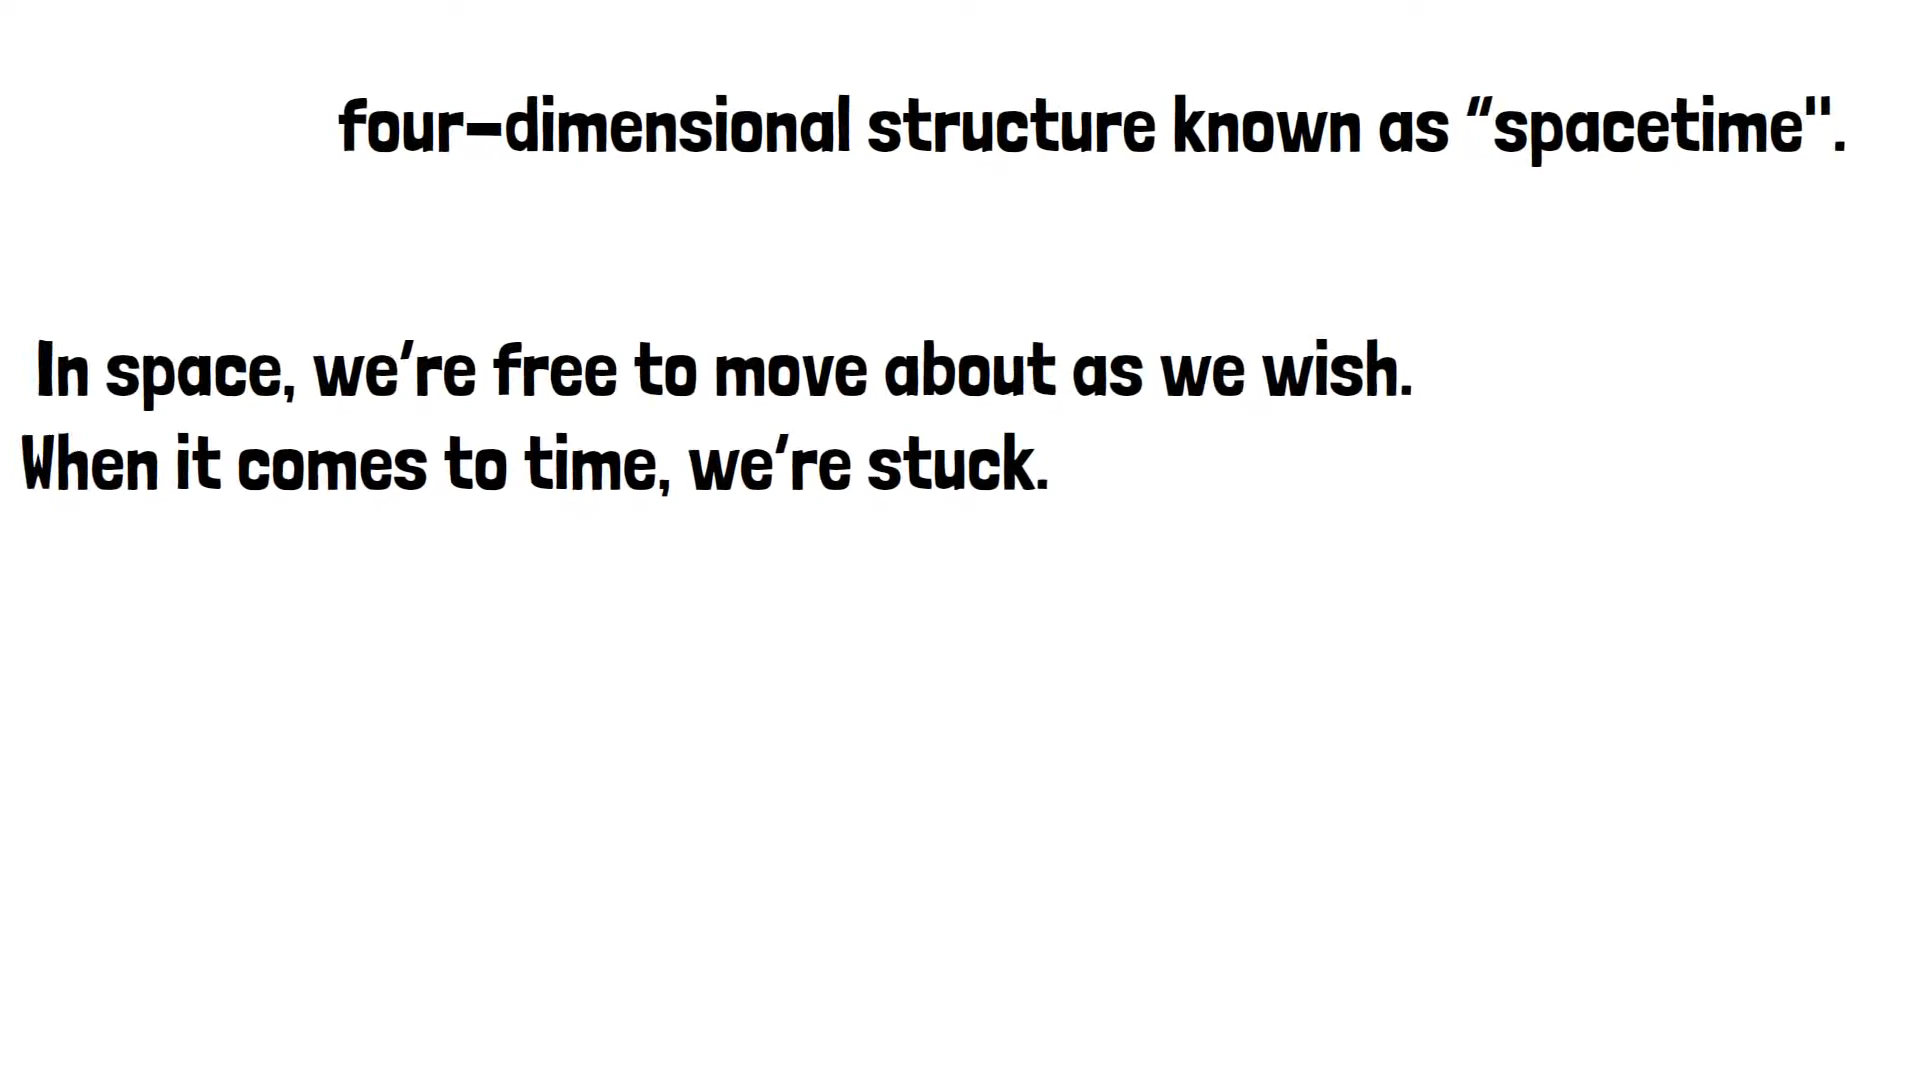 four-dimensional structure known as “spacetime".
In space, we’re free to move about as we wish.
When it comes to time, we’re stuck.